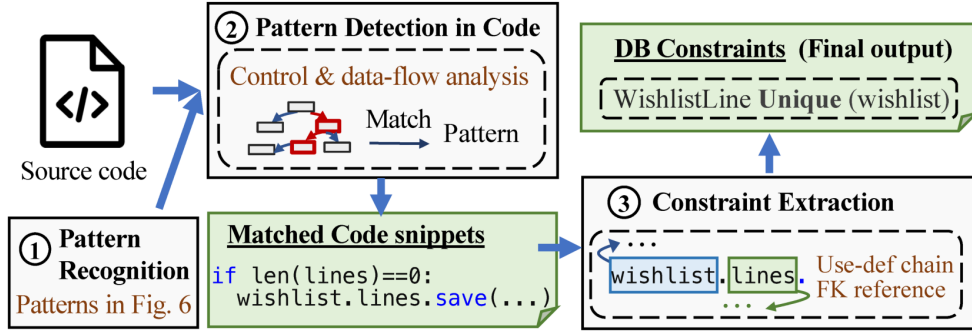 </>
Source code
① Pattern
Recognition
Patterns in Fig. 6
② Pattern Detection in Code
Control & data-flow analysis
Match
Pattern
Matched Code snippets
if len(lines)==0:
wishlist.lines.save(...)
③ Constraint Extraction
...
wishlist.lines.
...
Use-def chain
FK reference
DB Constraints (Final output)
WishlistLine Unique (wishlist)